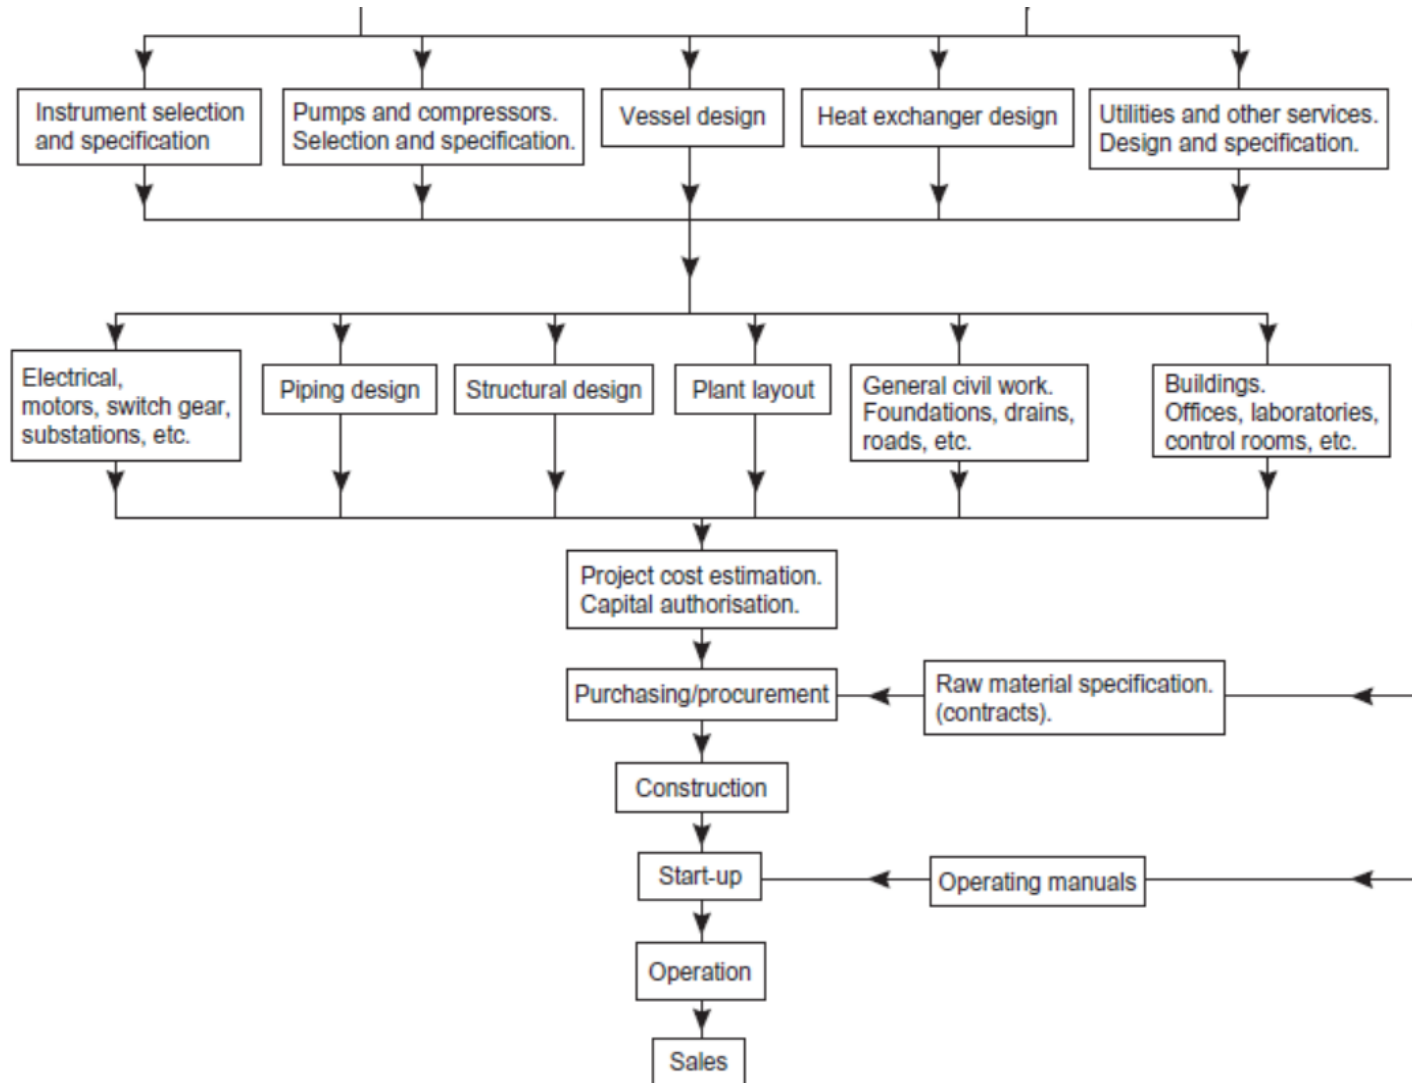 Instrument selection
and specification
Pumps and compressors.
Selection and specification.
Vessel design
Heat exchanger design
Utilities and other services.
Design and specification.
Electrical,
motors, switch gear,
substations, etc.
Piping design
Structural design
Plant layout
General civil work.
Foundations, drains,
roads, etc.
Buildings.
Offices, laboratories,
control rooms, etc.
Project cost estimation.
Capital authorisation.
Purchasing/procurement
Raw material specification.
(contracts).
Construction
Start-up
Operating manuals
Operation
Sales